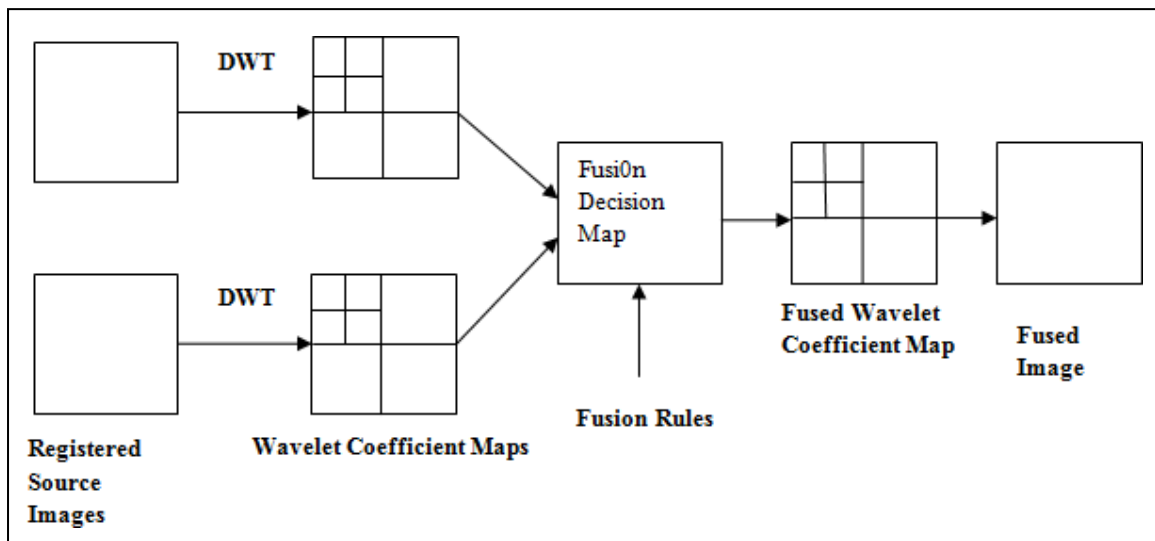 DWT
Fusi0n
Decision
Map
DWT
Fused Wavelet
Coefficient Map
Fused
Image
Fusion Rules
Wavelet Coefficient Maps
Registered
Source
Images